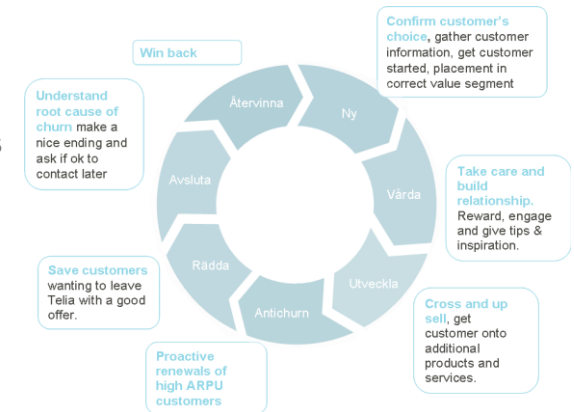 Confirm customer's
choice, gather customer
information, get customer
started, placement in
correct value segment
Win back
Återvinna
Ny
Understand
root cause of
churn make a
nice ending and
ask if ok to
contact later
Avsluta
Vårda
Take care and
build
relationship.
Reward, engage
and give tips &
inspiration.
Rädda
Utveckla
Antichurn
Save customers
wanting to leave
Telia with a good
offer.
Cross and up
sell, get
customer onto
additional
products and
services.
Proactive
renewals of
high ARPU
customers